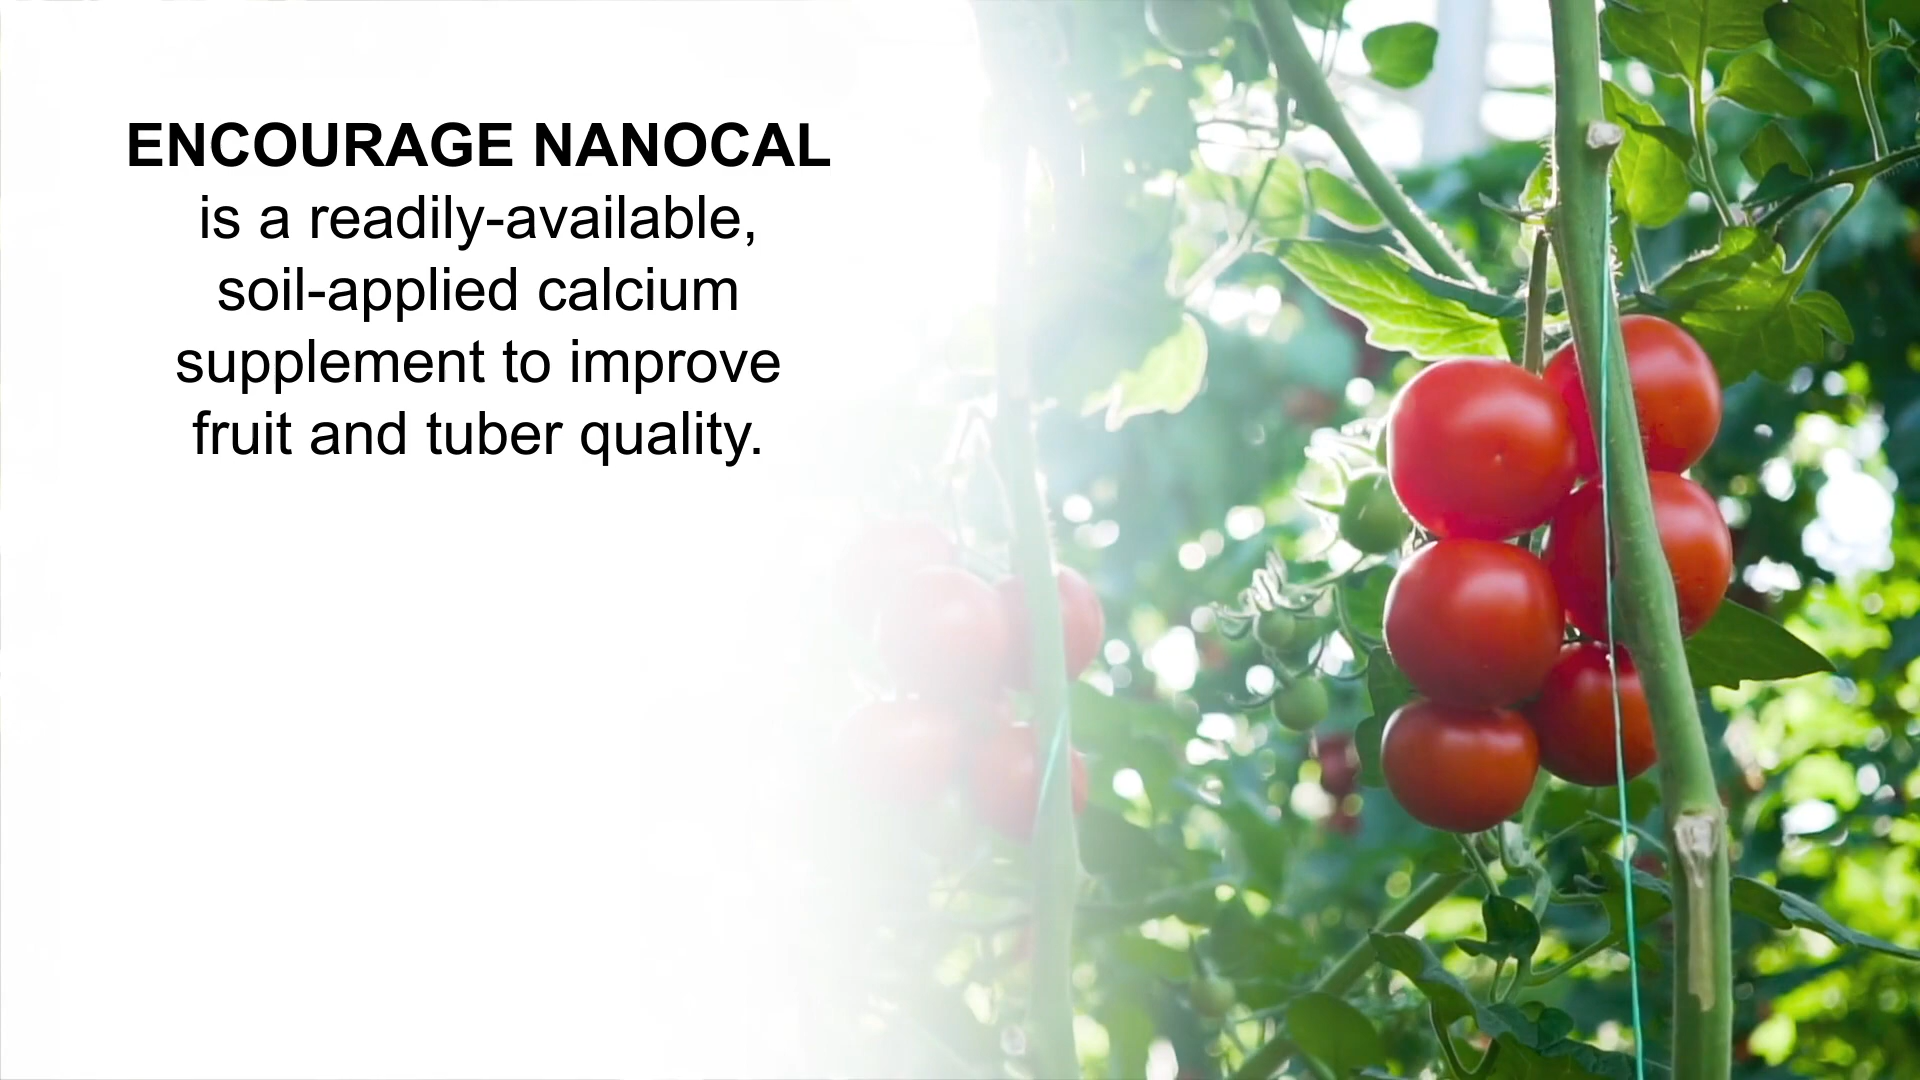 ENCOURAGE NANOCAL
is a readily-available,
soil-applied calcium
supplement to improve
fruit and tuber quality.